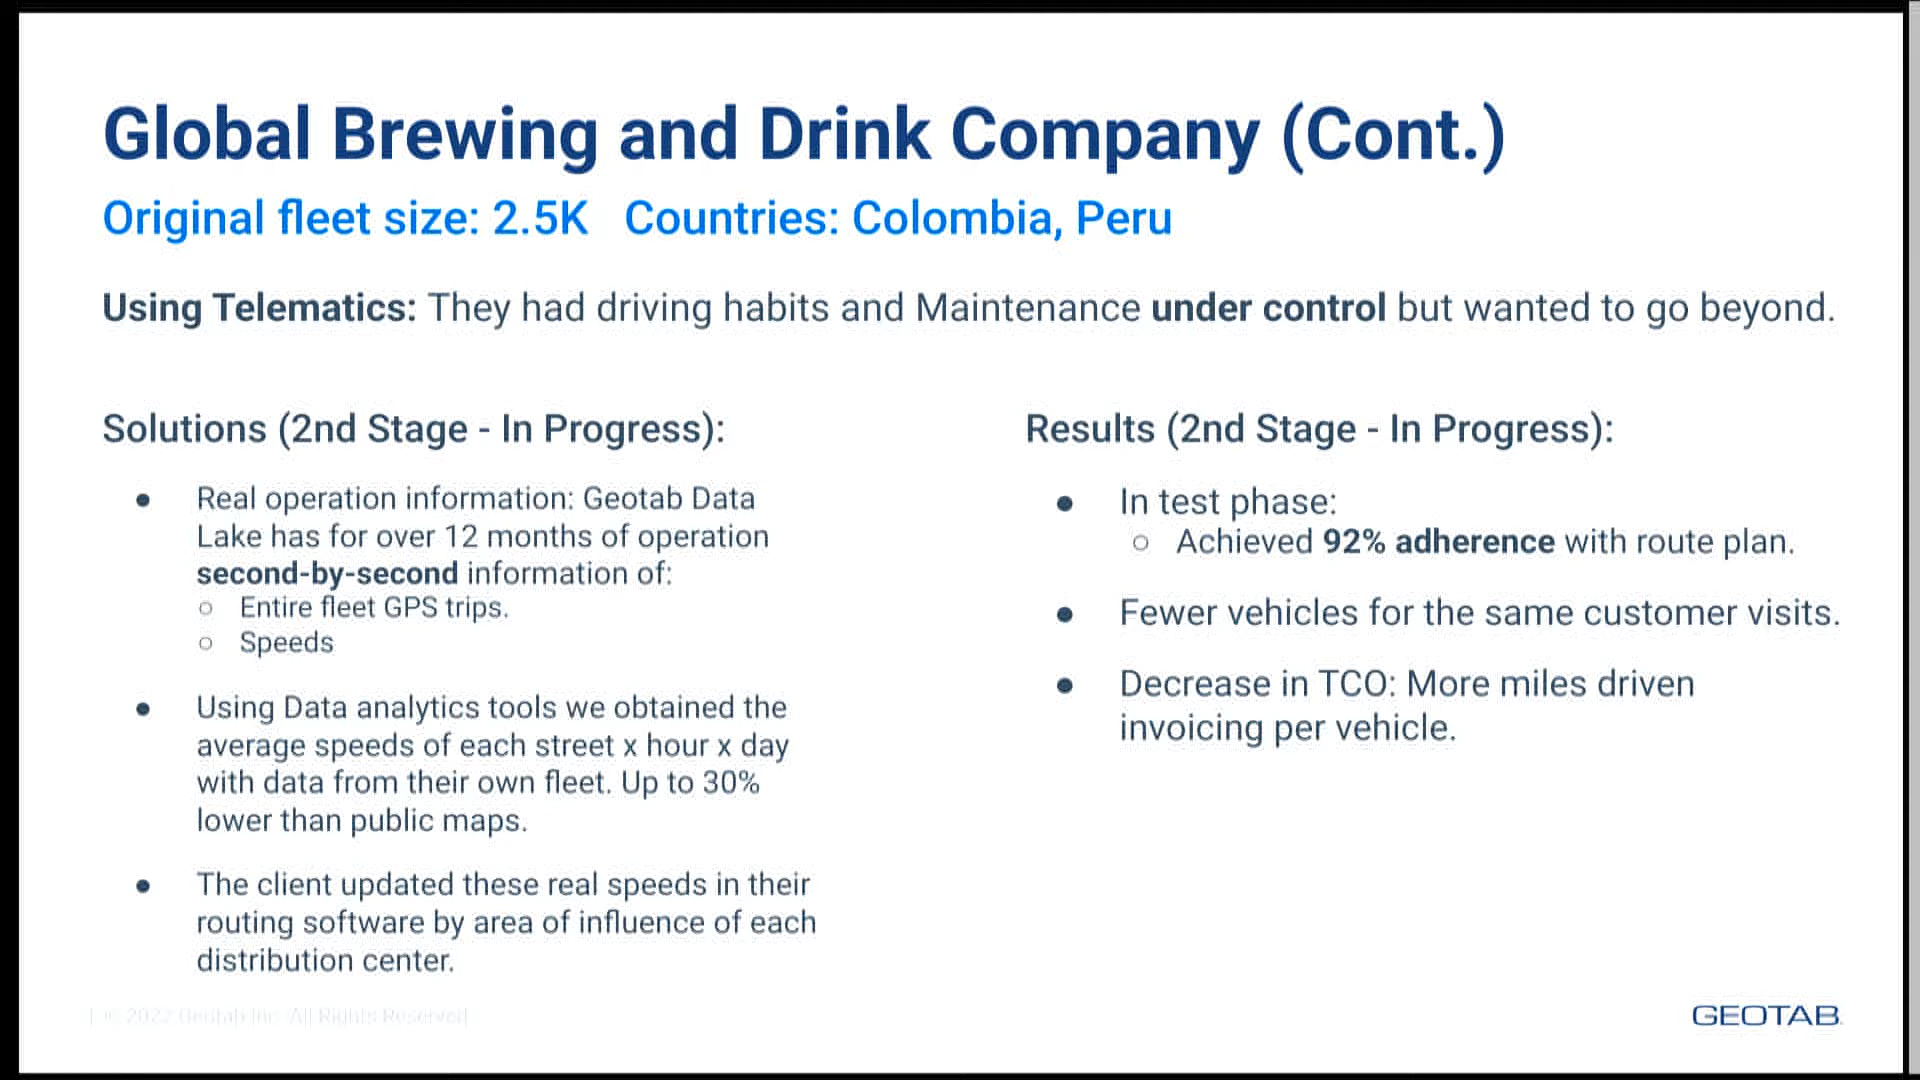 Global Brewing and Drink Company (Cont.)
Original fleet size: 2.5K Countries: Colombia, Peru
Using Telematics: They had driving habits and Maintenance under control but wanted to go beyond.
Solutions (2nd Stage - In Progress):
● Real operation information: Geotab Data
Lake has for over 12 months of operation
second-by-second information of:
○ Entire fleet GPS trips.
○ Speeds
● Using Data analytics tools we obtained the
average speeds of each street x hour x day
with data from their own fleet. Up to 30%
lower than public maps.
● The client updated these real speeds in their
routing software by area of influence of each
distribution center.
Results (2nd Stage - In Progress):
● In test phase:
○ Achieved 92% adherence with route plan.
● Fewer vehicles for the same customer visits.
● Decrease in TCO: More miles driven
invoicing per vehicle.
| © 2022 Geotab Inc. All Rights Reserved
GEOTAB